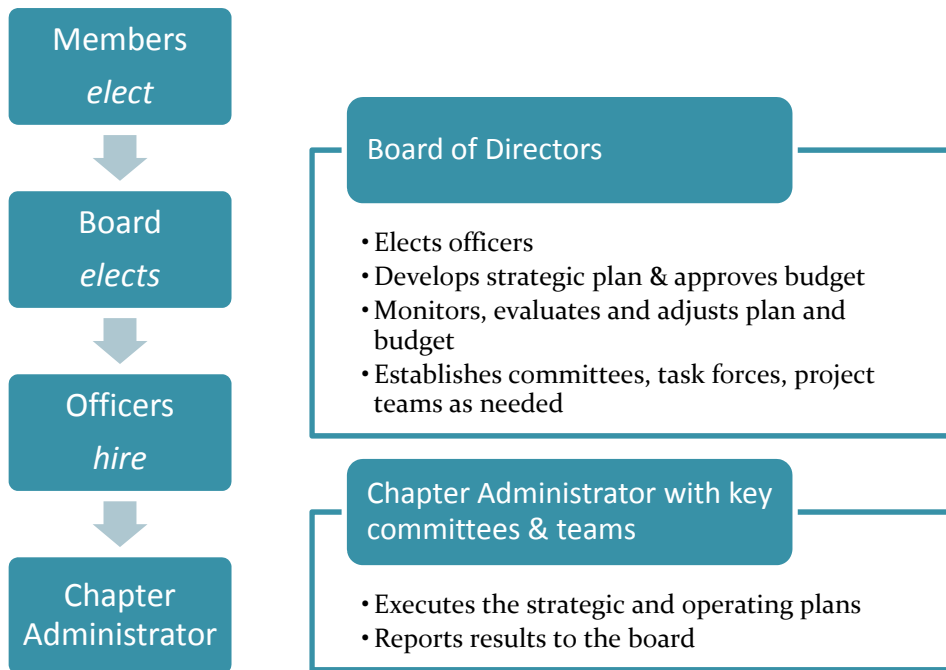 Members
elect
Board
elects
Officers
hire
Chapter
Administrator
Board of Directors
• Elects officers
• Develops strategic plan & approves budget
• Monitors, evaluates and adjusts plan and
budget
• Establishes committees, task forces, project
teams as needed
Chapter Administrator with key
committees & teams
• Executes the strategic and operating plans
• Reports results to the board